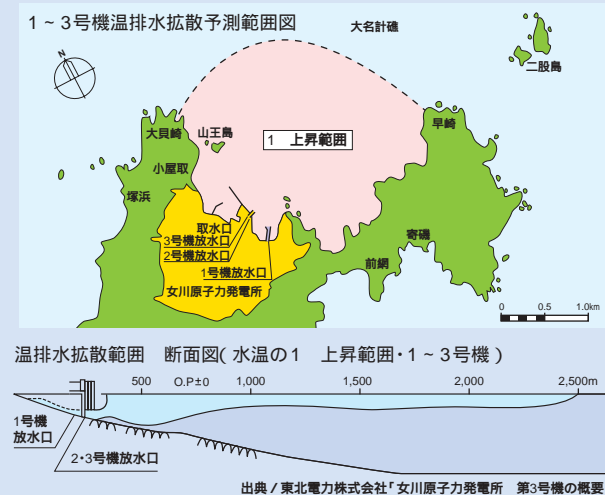 1~3号機温排水拡散予測範囲図
大名計礁
二股島
N
大貝崎
山王島
早崎
1 上昇範囲
小屋取
塚浜
取水口
3号機放水口
2号機放水口
寄磯
前網
1号機放水口
女川原子力発電所
0 0.5 1.0km
温排水拡散範囲 断面図(水温の1 上昇範囲・1~3号機)
500 O.P±0 1,000 1,500 2,000 2,500m
1号機
放水口
2・3号機放水口
出典/東北電力株式会社「女川原子力発電所 第3号機の概要